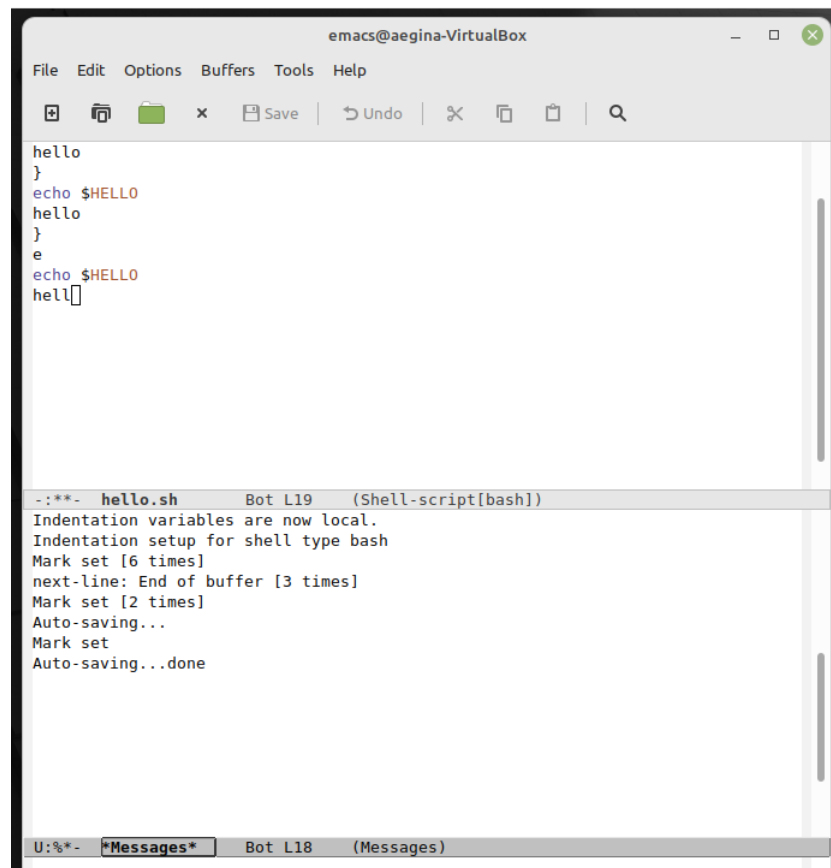 emacs@aegina-VirtualBox
File Edit Options Buffers Tools Help
Save Undo
hello
}
echo $HELLO
hello
}
e
echo $HELLO
hell
-:**- hello.sh Bot L19 (Shell-script[bash])
Indentation variables are now local.
Indentation setup for shell type bash
Mark set [6 times]
next-line: End of buffer [3 times]
Mark set [2 times]
Auto-saving...
Mark set
Auto-saving...done
U:%*- *Messages* Bot L18 (Messages)